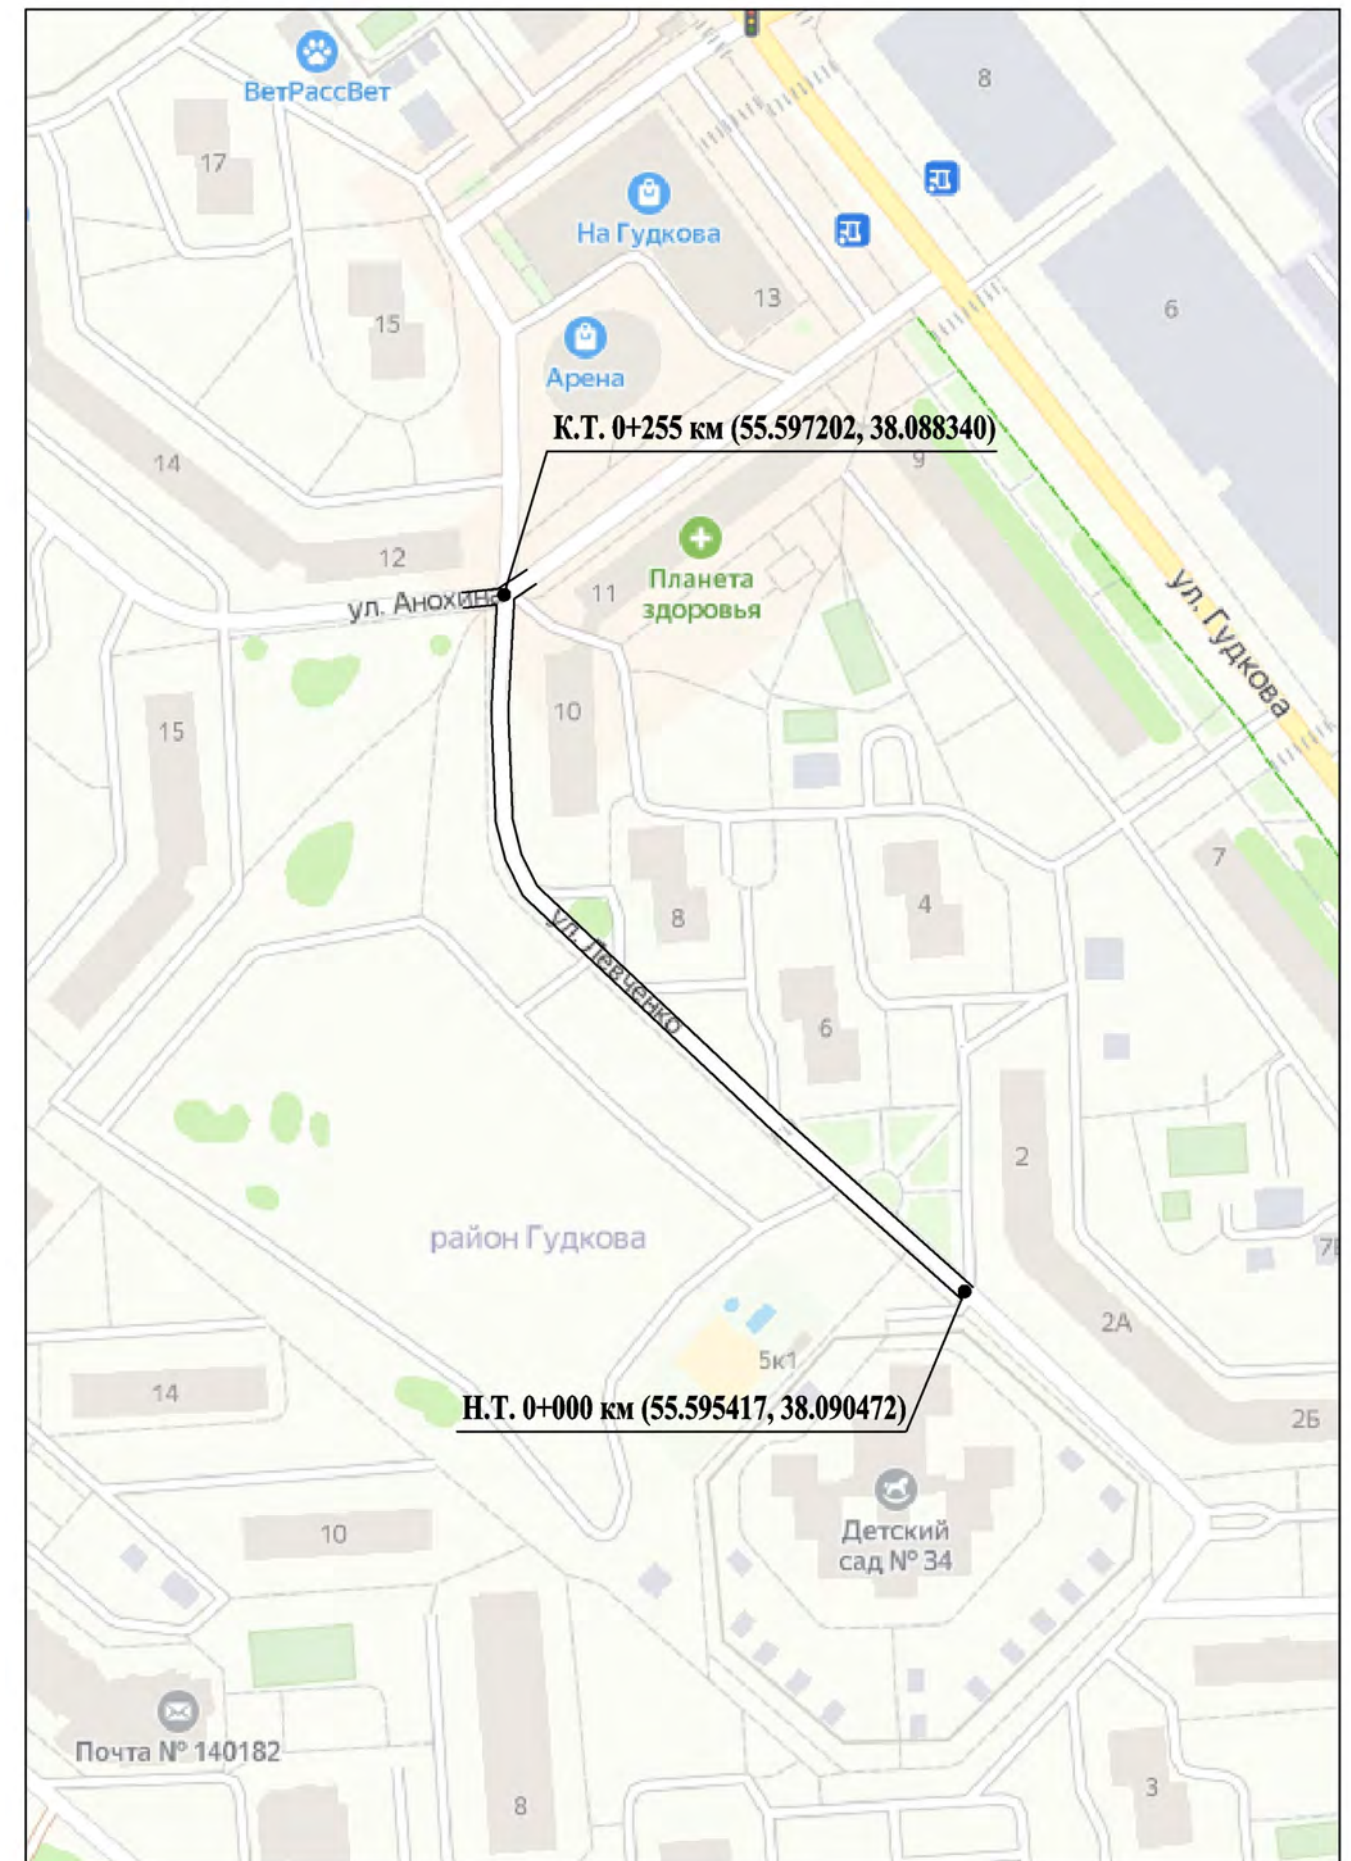 ВетРассВет
8
17
На Гудкова
13
6
15
Арена
К.Т. 0+255 км (55.597202, 38.088340)
14
9
Планета
здоровья
12
11
ул. Анохина
ул. Гудкова
10
15
7
8
4
ул. Левченко
6
2
район Гудкова
2А
5к1
14
Н.Т. 0+000 км (55.595417, 38.090472)
2Б
10
Детский
сад № 34
Почта № 140182
3
8